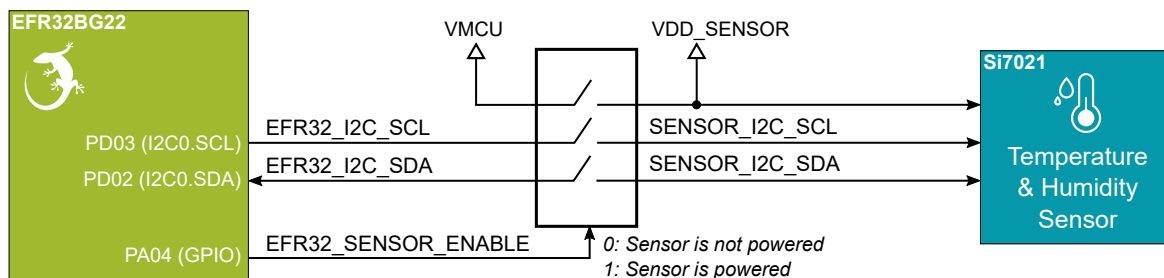 EFR32BG22
VMCU
VDD_SENSOR
Si7021
PD03 (I2C0.SCL)
EFR32_I2C_SCL
SENSOR_I2C_SCL
PD02 (I2C0.SDA)
EFR32_I2C_SDA
SENSOR_I2C_SDA
Temperature
& Humidity
Sensor
PA04 (GPIO)
EFR32_SENSOR_ENABLE
0: Sensor is not powered
1: Sensor is powered